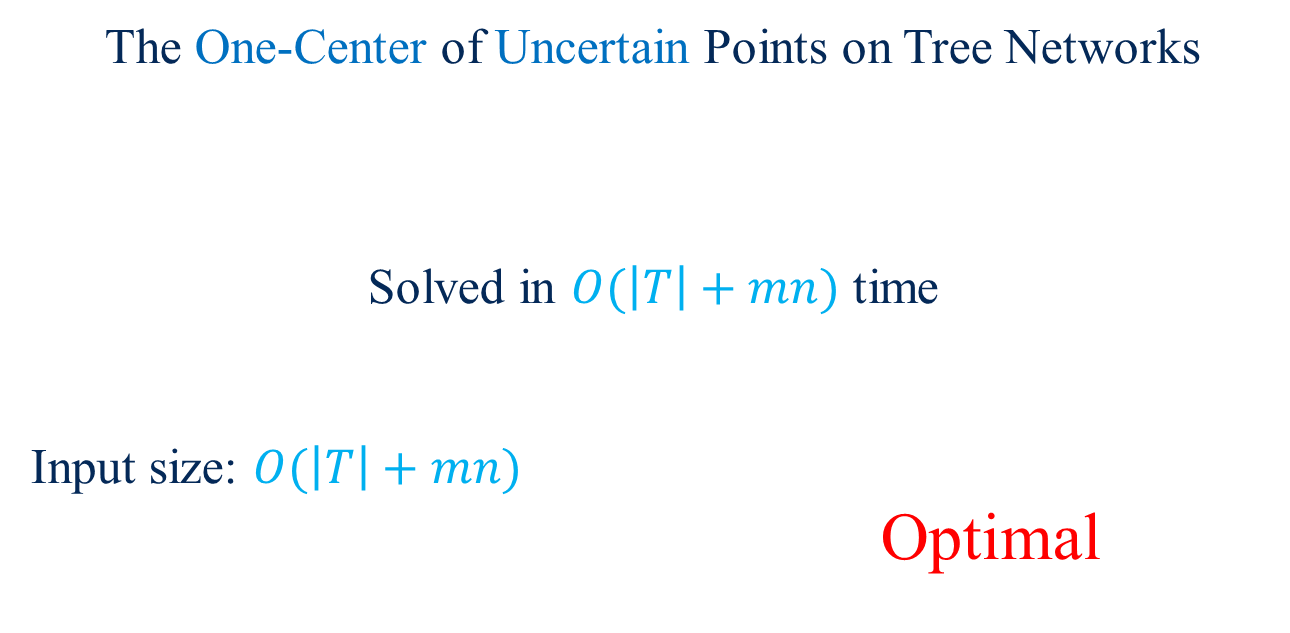 The One-Center of Uncertain Points on Tree Networks
Solved in O(|T| + mn) time
Input size: O(|T| + mn)
Optimal